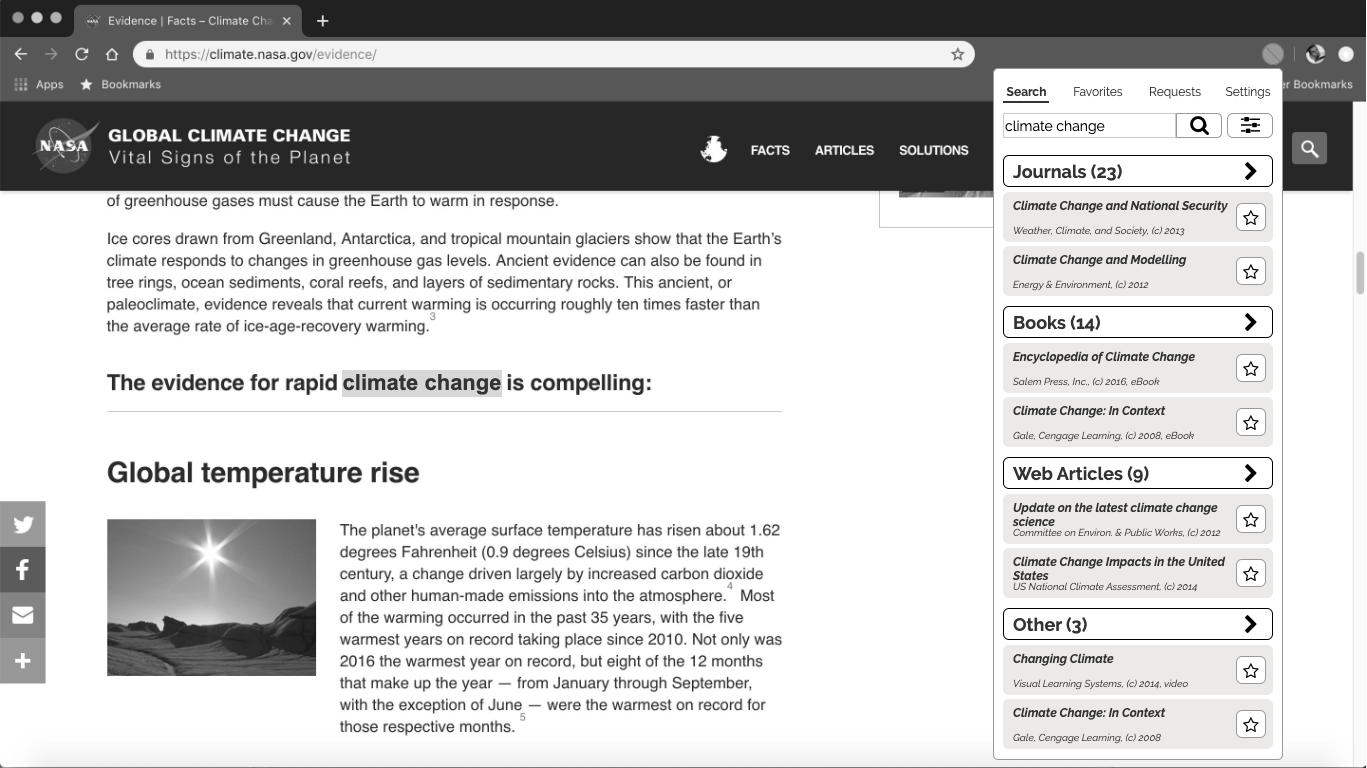 Evidence | Facts – Climate Cha
https://climate.nasa.gov/evidence/
Apps
Bookmarks
er Bookmarks
NASA
GLOBAL CLIMATE CHANGE
Vital Signs of the Planet
FACTS
ARTICLES
SOLUTIONS
of greenhouse gases must cause the Earth to warm in response.
Ice cores drawn from Greenland, Antarctica, and tropical mountain glaciers show that the Earth's
climate responds to changes in greenhouse gas levels. Ancient evidence can also be found in
tree rings, ocean sediments, coral reefs, and layers of sedimentary rocks. This ancient, or
paleoclimate, evidence reveals that current warming is occurring roughly ten times faster than
the average rate of ice-age-recovery warming.3
The evidence for rapid climate change is compelling:
Global temperature rise
The planet's average surface temperature has risen about 1.62
degrees Fahrenheit (0.9 degrees Celsius) since the late 19th
century, a change driven largely by increased carbon dioxide
and other human-made emissions into the atmosphere.4 Most
of the warming occurred in the past 35 years, with the five
warmest years on record taking place since 2010. Not only was
2016 the warmest year on record, but eight of the 12 months
that make up the year — from January through September,
with the exception of June — were the warmest on record for
those respective months. 5
Search
Favorites
Requests
Settings
climate change
Journals (23)
Climate Change and National Security
Weather, Climate, and Society, (c) 2013
Climate Change and Modelling
Energy & Environment, (c) 2012
Books (14)
Encyclopedia of Climate Change
Salem Press, Inc., (c) 2016, eBook
Climate Change: In Context
Gale, Cengage Learning, (c) 2008, eBook
Web Articles (9)
Update on the latest climate change
science
Committee on Environ. & Public Works, (c) 2012
Climate Change Impacts in the United
States
US National Climate Assessment, (c) 2014
Other (3)
Changing Climate
Visual Learning Systems, (c) 2014, video
Climate Change: In Context
Gale, Cengage Learning, (c) 2008